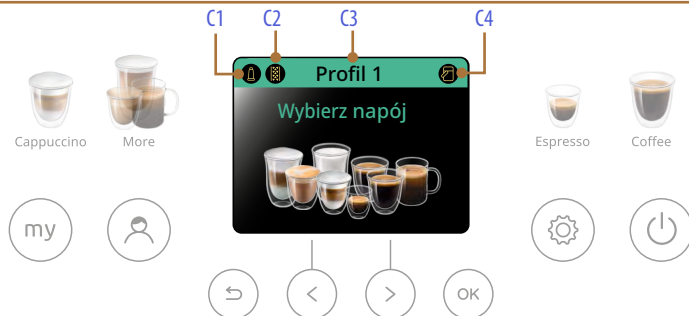 C1 C2 C3 C4
Profil 1
Wybierz napój
Cappuccino More Espresso Coffee
my
OK